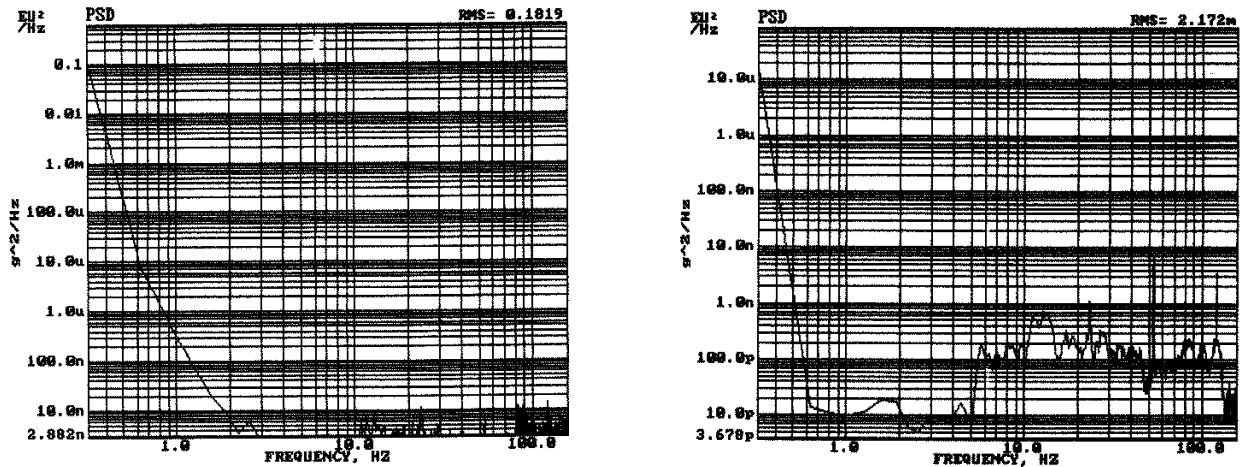 EU²
/Hz
PSD
RMS= 0.1819
0.1
0.01
1.0m
100.0u
10.0u
1.0u
100.0n
10.0n
2.882n
g^2/Hz
1.0
10.0
100.0
FREQUENCY, HZ
EU²
/Hz
PSD
RMS= 2.172m
10.0u
1.0u
100.0n
10.0n
1.0n
100.0p
10.0p
3.678p
g^2/Hz
1.0
10.0
100.0
FREQUENCY, HZ